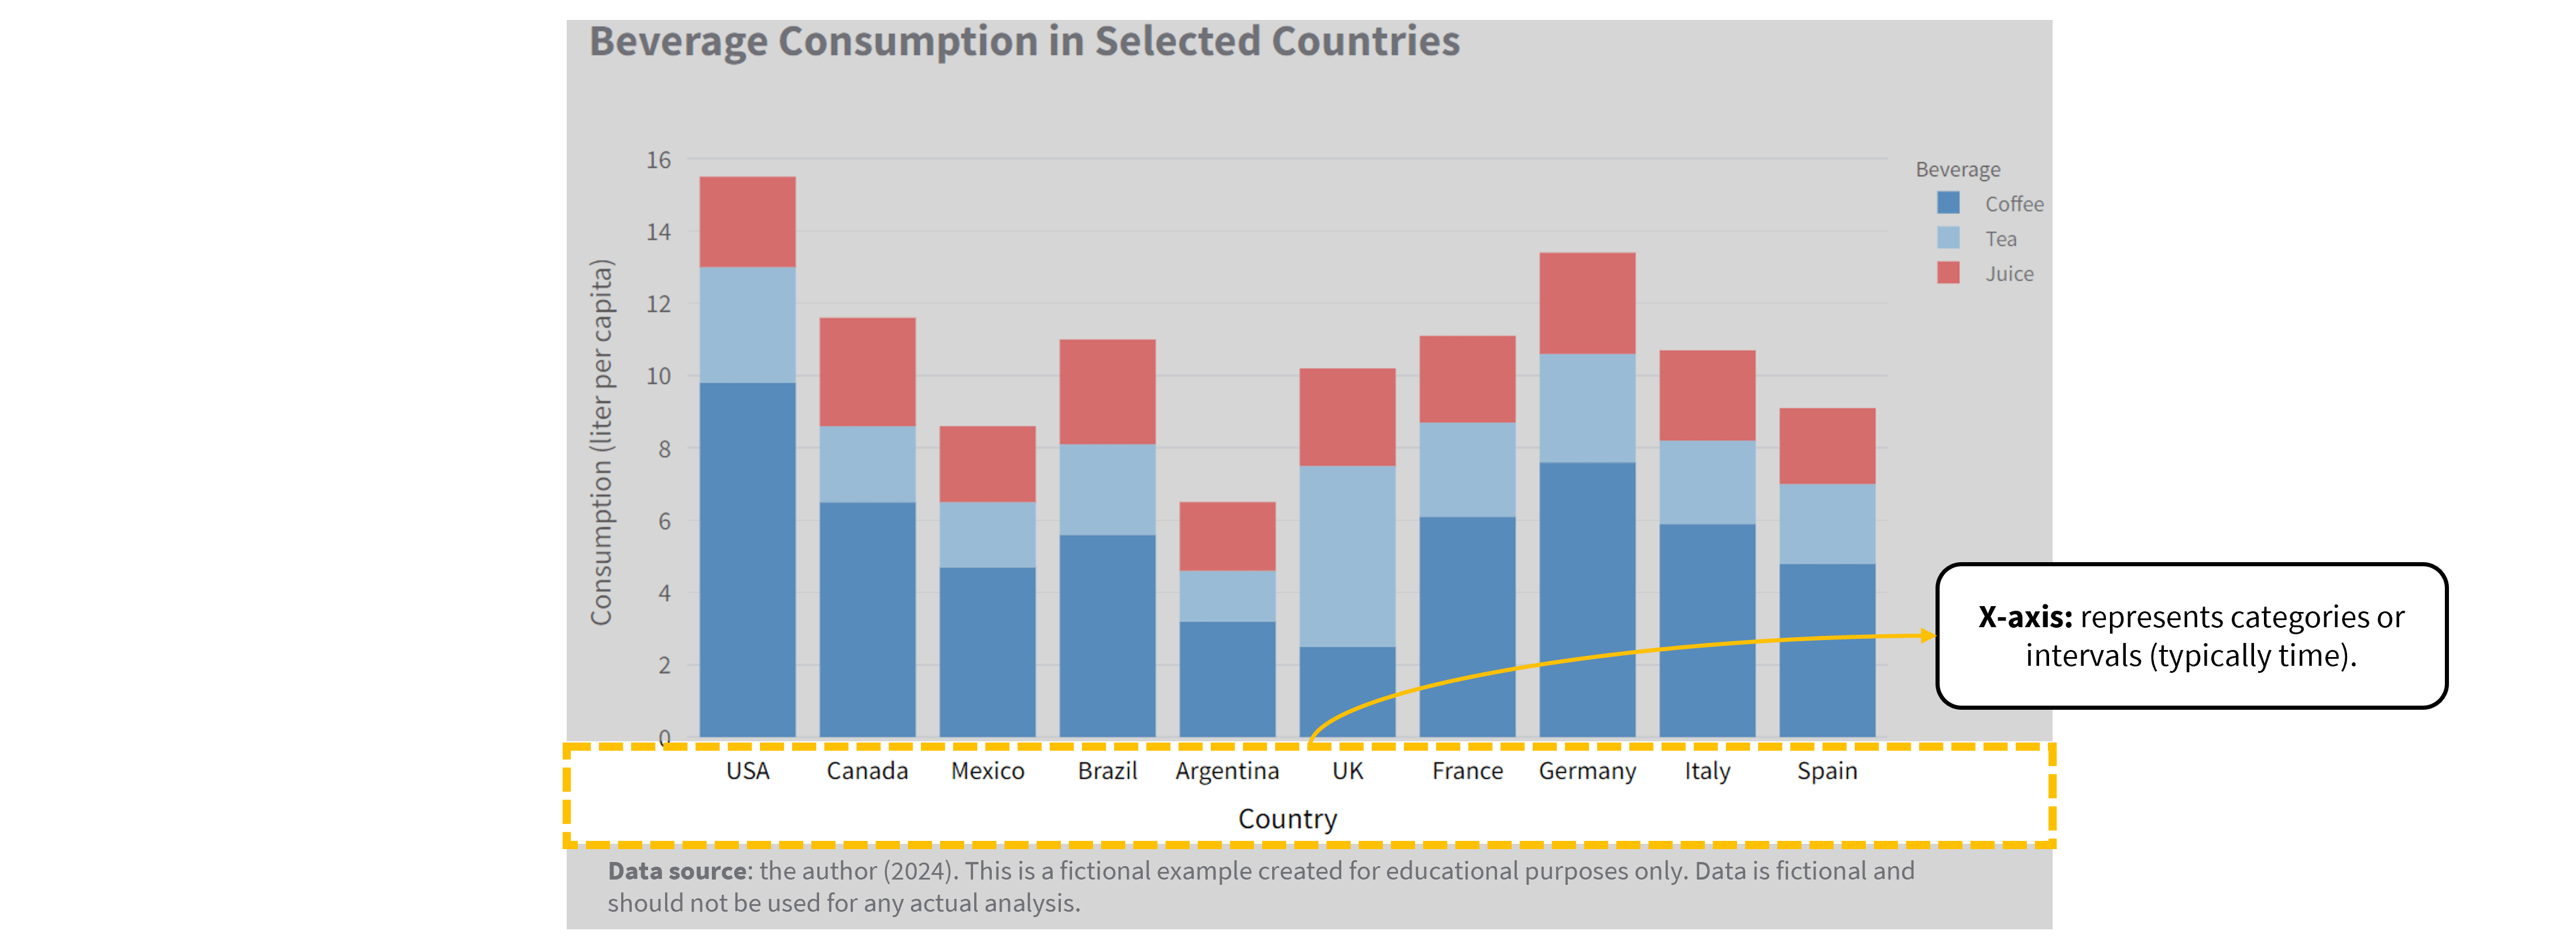 Beverage Consumption in Selected Countries
Consumption (liter per capita)
16
14
12
10
8
6
4
2
0
Beverage
Coffee
Tea
Juice
X-axis: represents categories or
intervals (typically time).
USA Canada Mexico Brazil Argentina UK France Germany Italy Spain
Country
Data source: the author (2024). This is a fictional example created for educational purposes only. Data is fictional and
should not be used for any actual analysis.